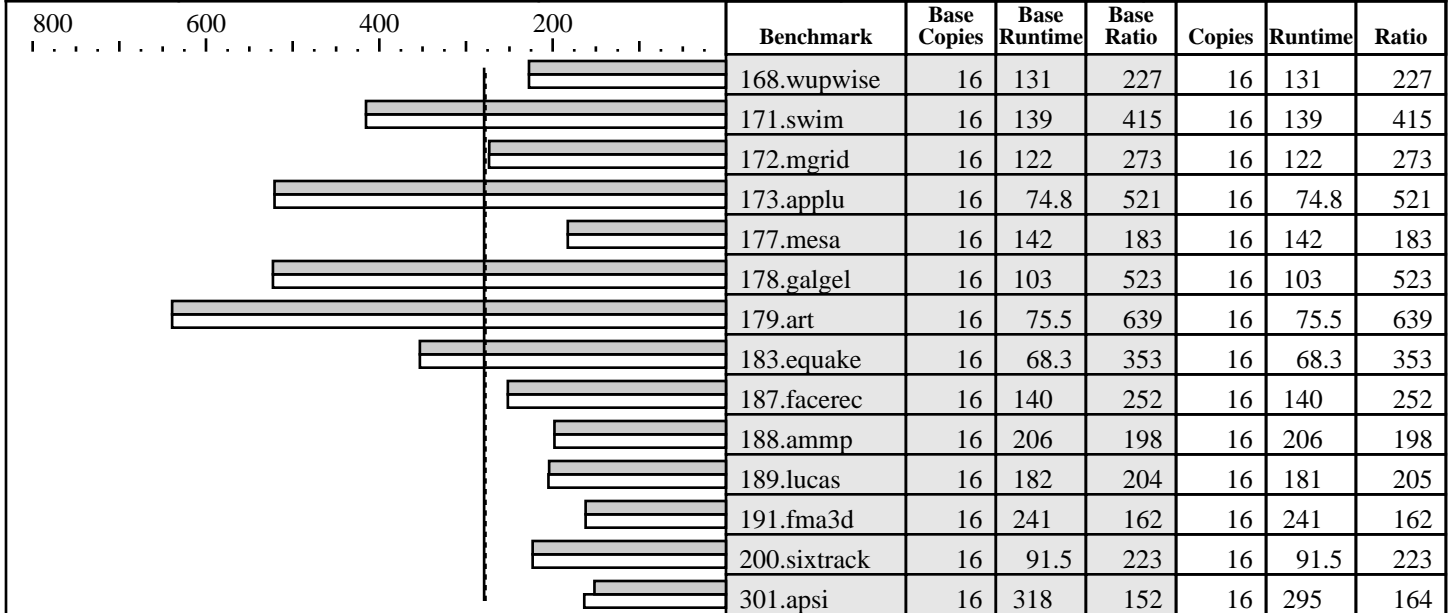 800 600 400 200
Benchmark Base Copies Base Runtime Base Ratio Copies Runtime Ratio
168.wupwise 16 131 227 16 131 227
171.swim 16 139 415 16 139 415
172.mgrid 16 122 273 16 122 273
173.applu 16 74.8 521 16 74.8 521
177.mesa 16 142 183 16 142 183
178.galgel 16 103 523 16 103 523
179.art 16 75.5 639 16 75.5 639
183.equake 16 68.3 353 16 68.3 353
187.facerec 16 140 252 16 140 252
188.ammp 16 206 198 16 206 198
189.lucas 16 182 204 16 181 205
191.fma3d 16 241 162 16 241 162
200.sixtrack 16 91.5 223 16 91.5 223
301.apsi 16 318 152 16 295 164